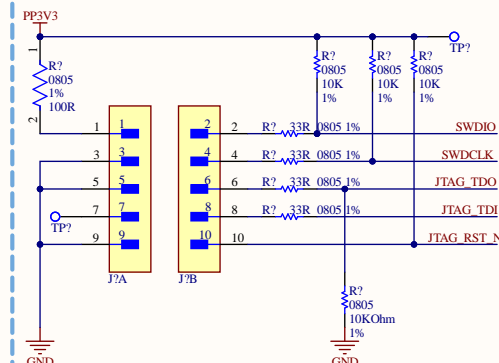 PP3V3
TP?
1
R?
0805
1%
100R
2
R?
0805
10K
1%
R?
0805
10K
1%
R?
0805
10K
1%
1 1
3 3
5 5
7 7
TP?
9 9
J?A
2 2 R? 33R 0805 1% SWDIO
4 4 R? 33R 0805 1% SWDCLK
6 6 R? 33R 0805 1% JTAG_TDO
8 8 R? 33R 0805 1% JTAG_TDI
10 10 JTAG_RST_N
J?B
R?
0805
10KOhm
1%
GND
GND